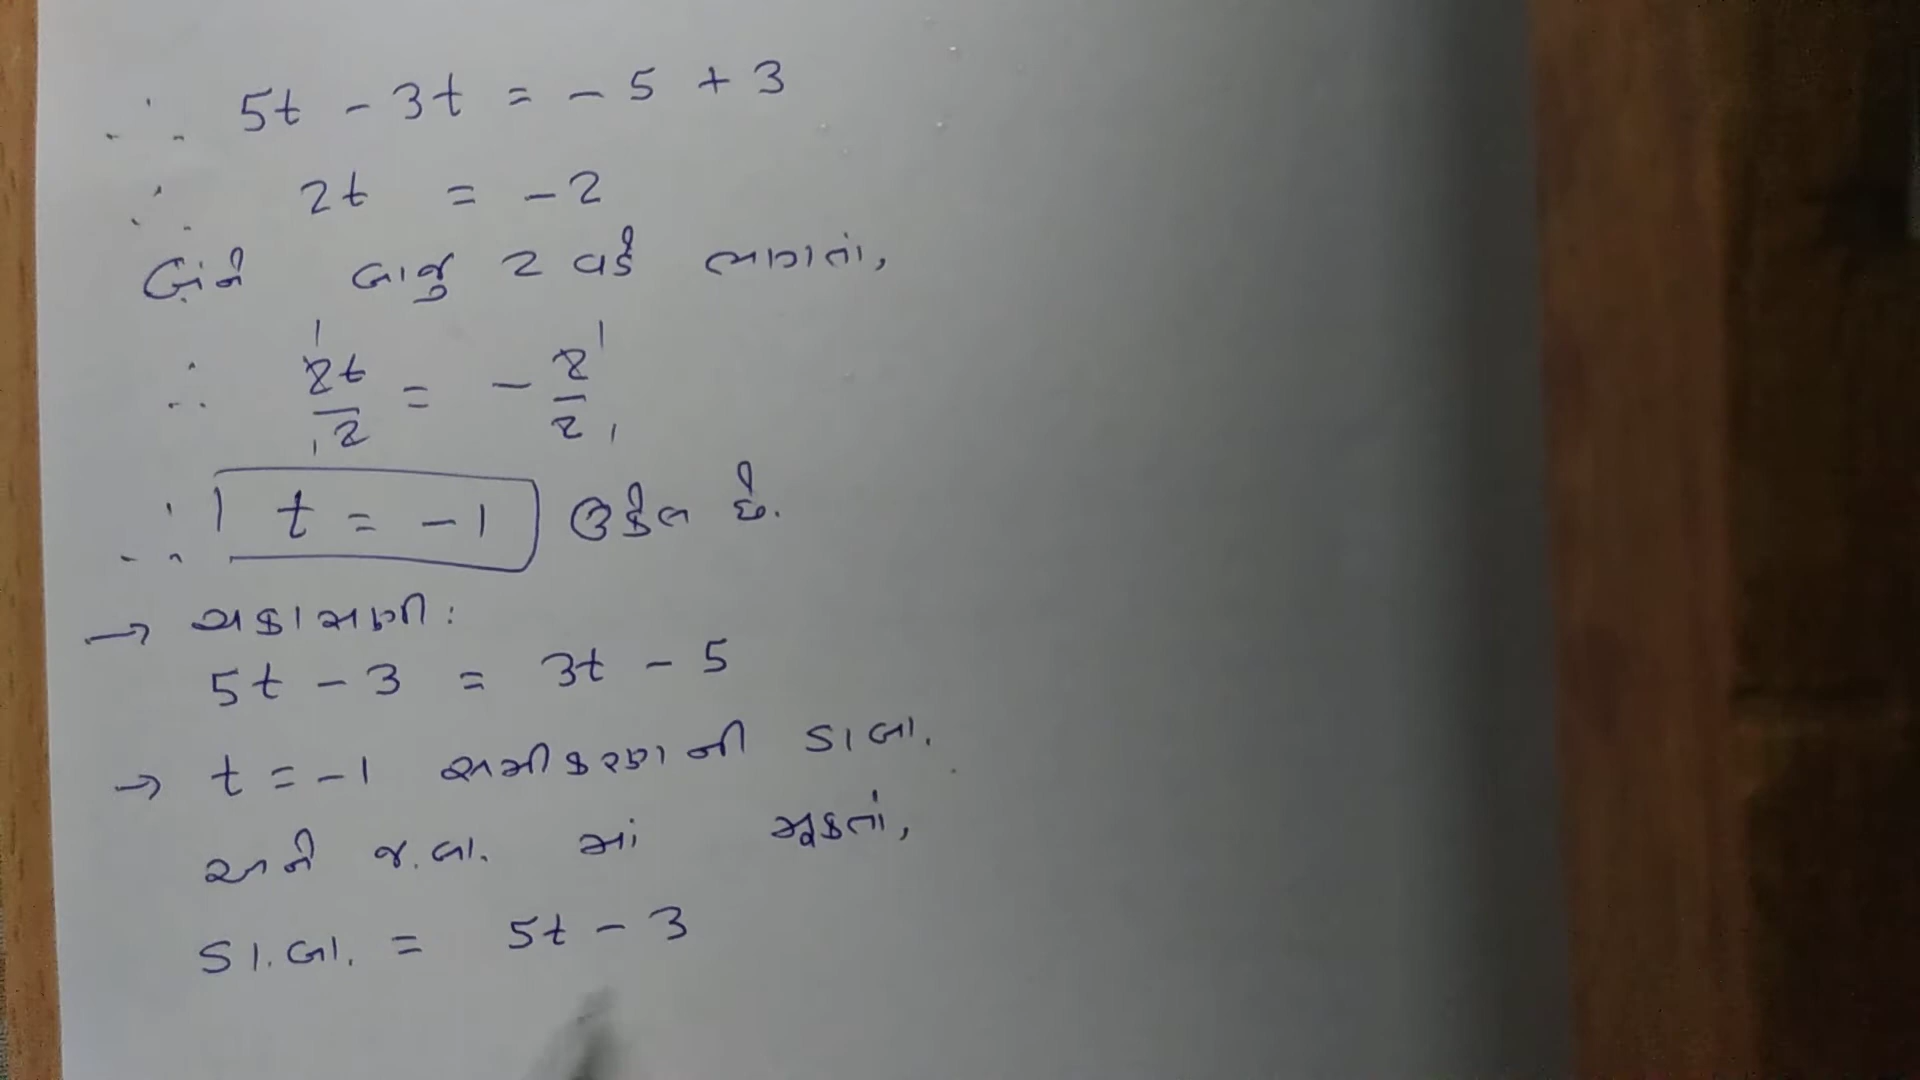 ∴ 5t - 3t = - 5 + 3
∴ 2t = - 2
બંને બાજુ 2 વડે ભાગતાં,
∴ 2t/2 = - 2/2
∴ t = - 1 ઉકેલ છે.
→ ચકાસણી:
5t - 3 = 3t - 5
→ t = -1 સમીકરણની ડા બા.
અને જ.બા. માં મૂકતાં,
ડા.બા. = 5t - 3